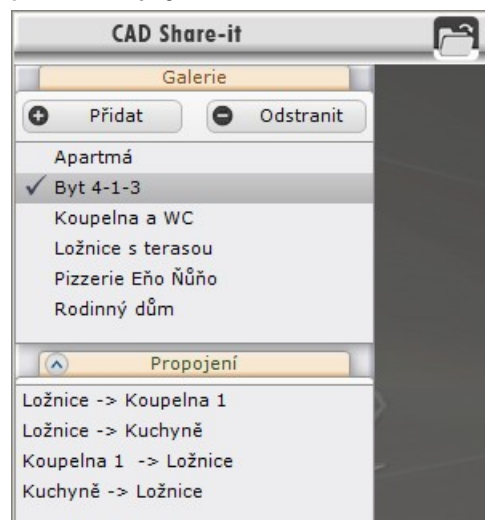 CAD Share-it
Galerie
Přidat
Odstranit
Apartmá
Byt 4-1-3
Koupelna a WC
Ložnice s terasou
Pizzerie Eňo Ňůňo
Rodinný dům
Propojení
Ložnice -> Koupelna 1
Ložnice -> Kuchyně
Koupelna 1 -> Ložnice
Kuchyně -> Ložnice